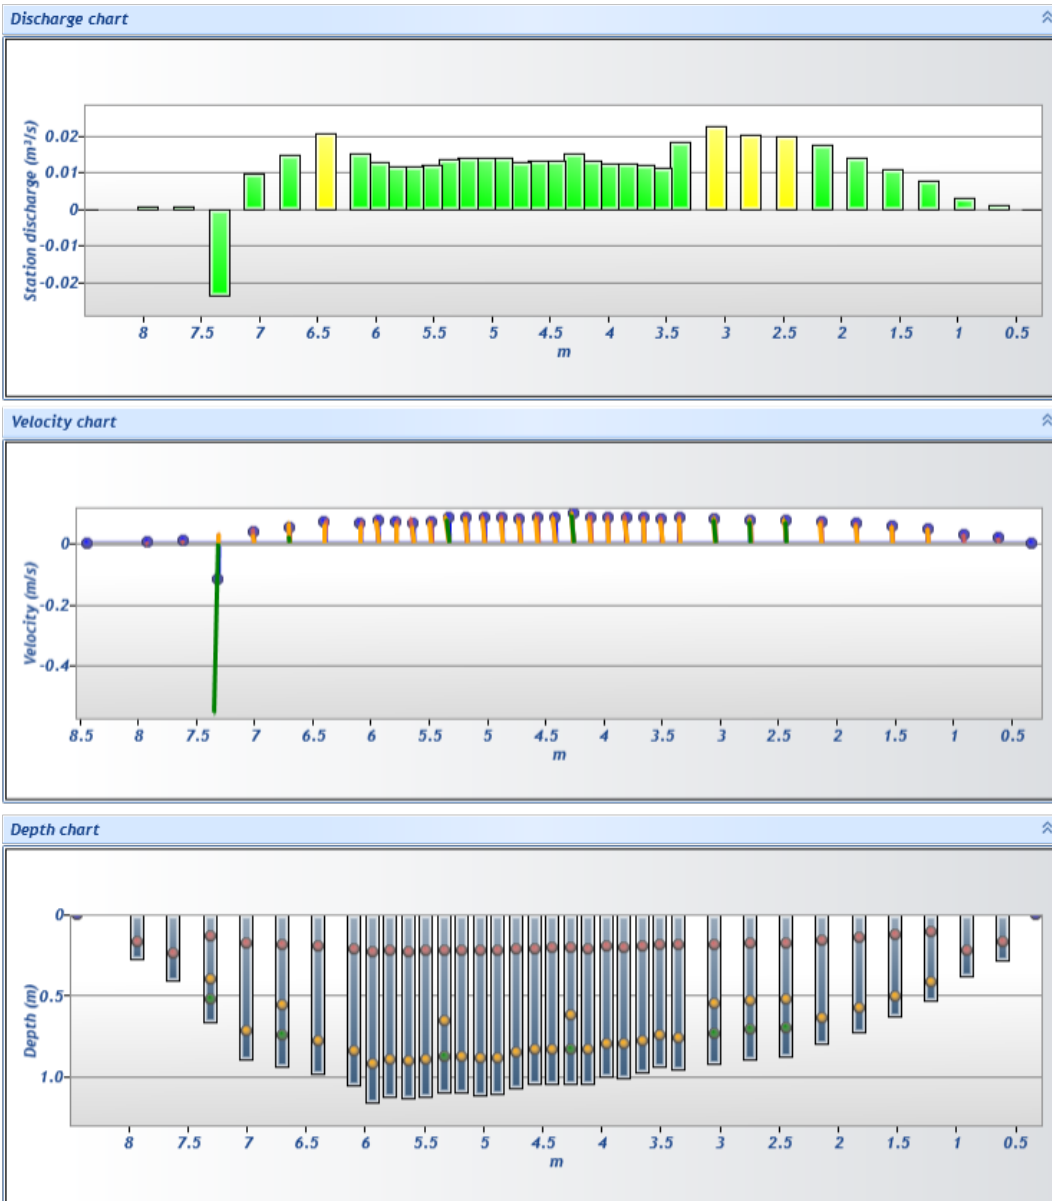 Discharge chart
Station discharge (m³/s)
0.02
0.01
0
-0.01
-0.02
8 7.5 7 6.5 6 5.5 5 4.5 4 3.5 3 2.5 2 1.5 1 0.5
m
Velocity chart
Velocity (m/s)
0
-0.2
-0.4
8.5 8 7.5 7 6.5 6 5.5 5 4.5 4 3.5 3 2.5 2 1.5 1 0.5
m
Depth chart
Depth (m)
0
0.5
1.0
8 7.5 7 6.5 6 5.5 5 4.5 4 3.5 3 2.5 2 1.5 1 0.5
m